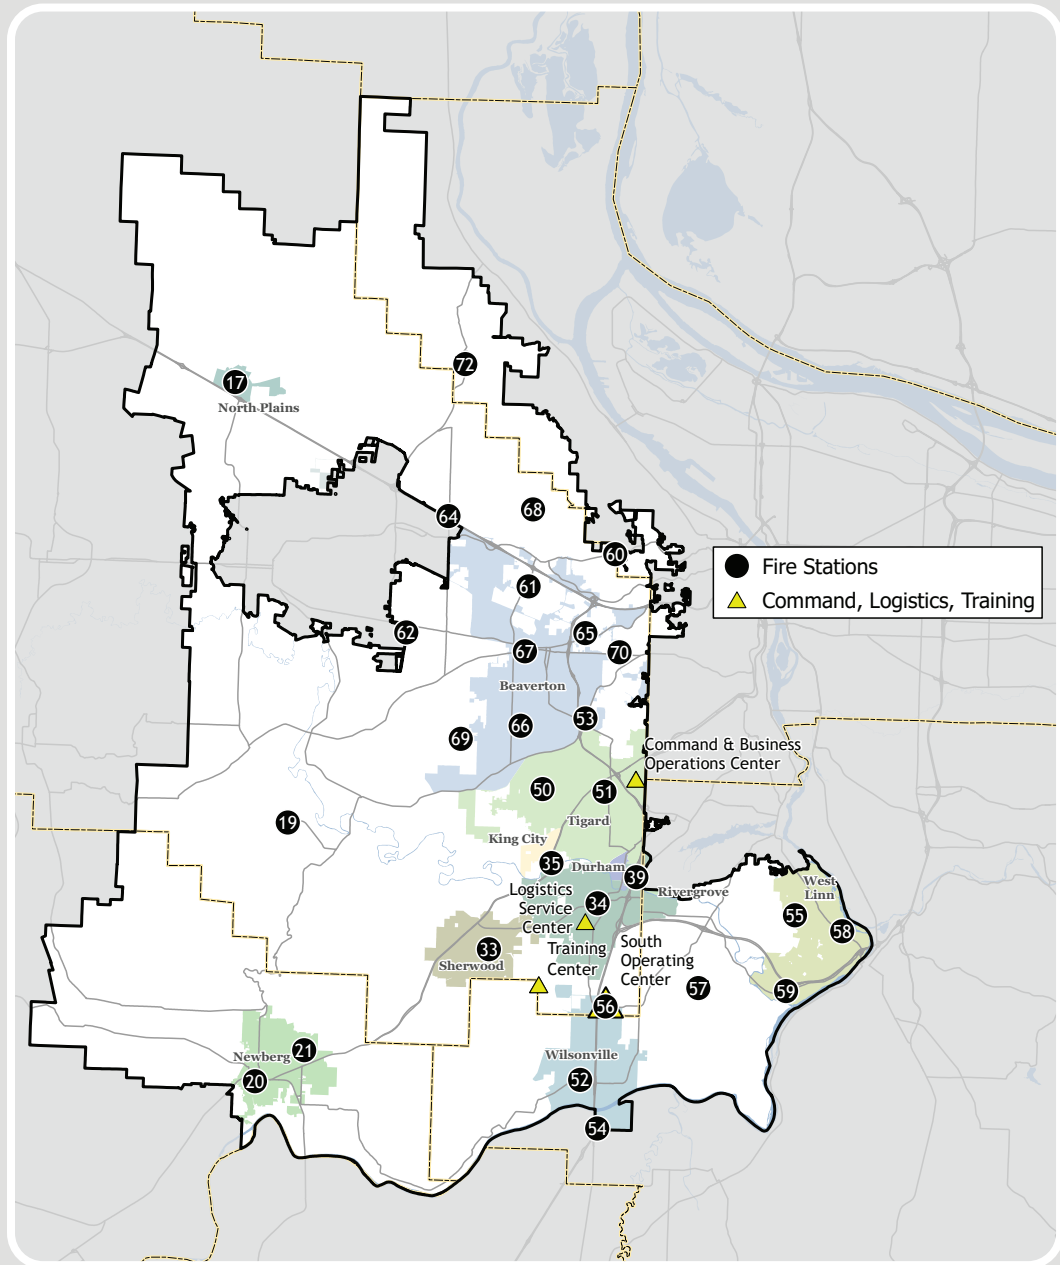 72
17
North Plains
64
68
60
Fire Stations
61
Command, Logistics, Training
62
65
67
70
Beaverton
53
66
69
Command & Business
Operations Center
50
51
19
Tigard
King City
35
Durham
39
West
Linn
Rivergrove
Logistics
Service
Center
34
55
58
33
Sherwood
Training
Center
South
Operating
Center
57
59
56
21
Newberg
20
Wilsonville
52
54